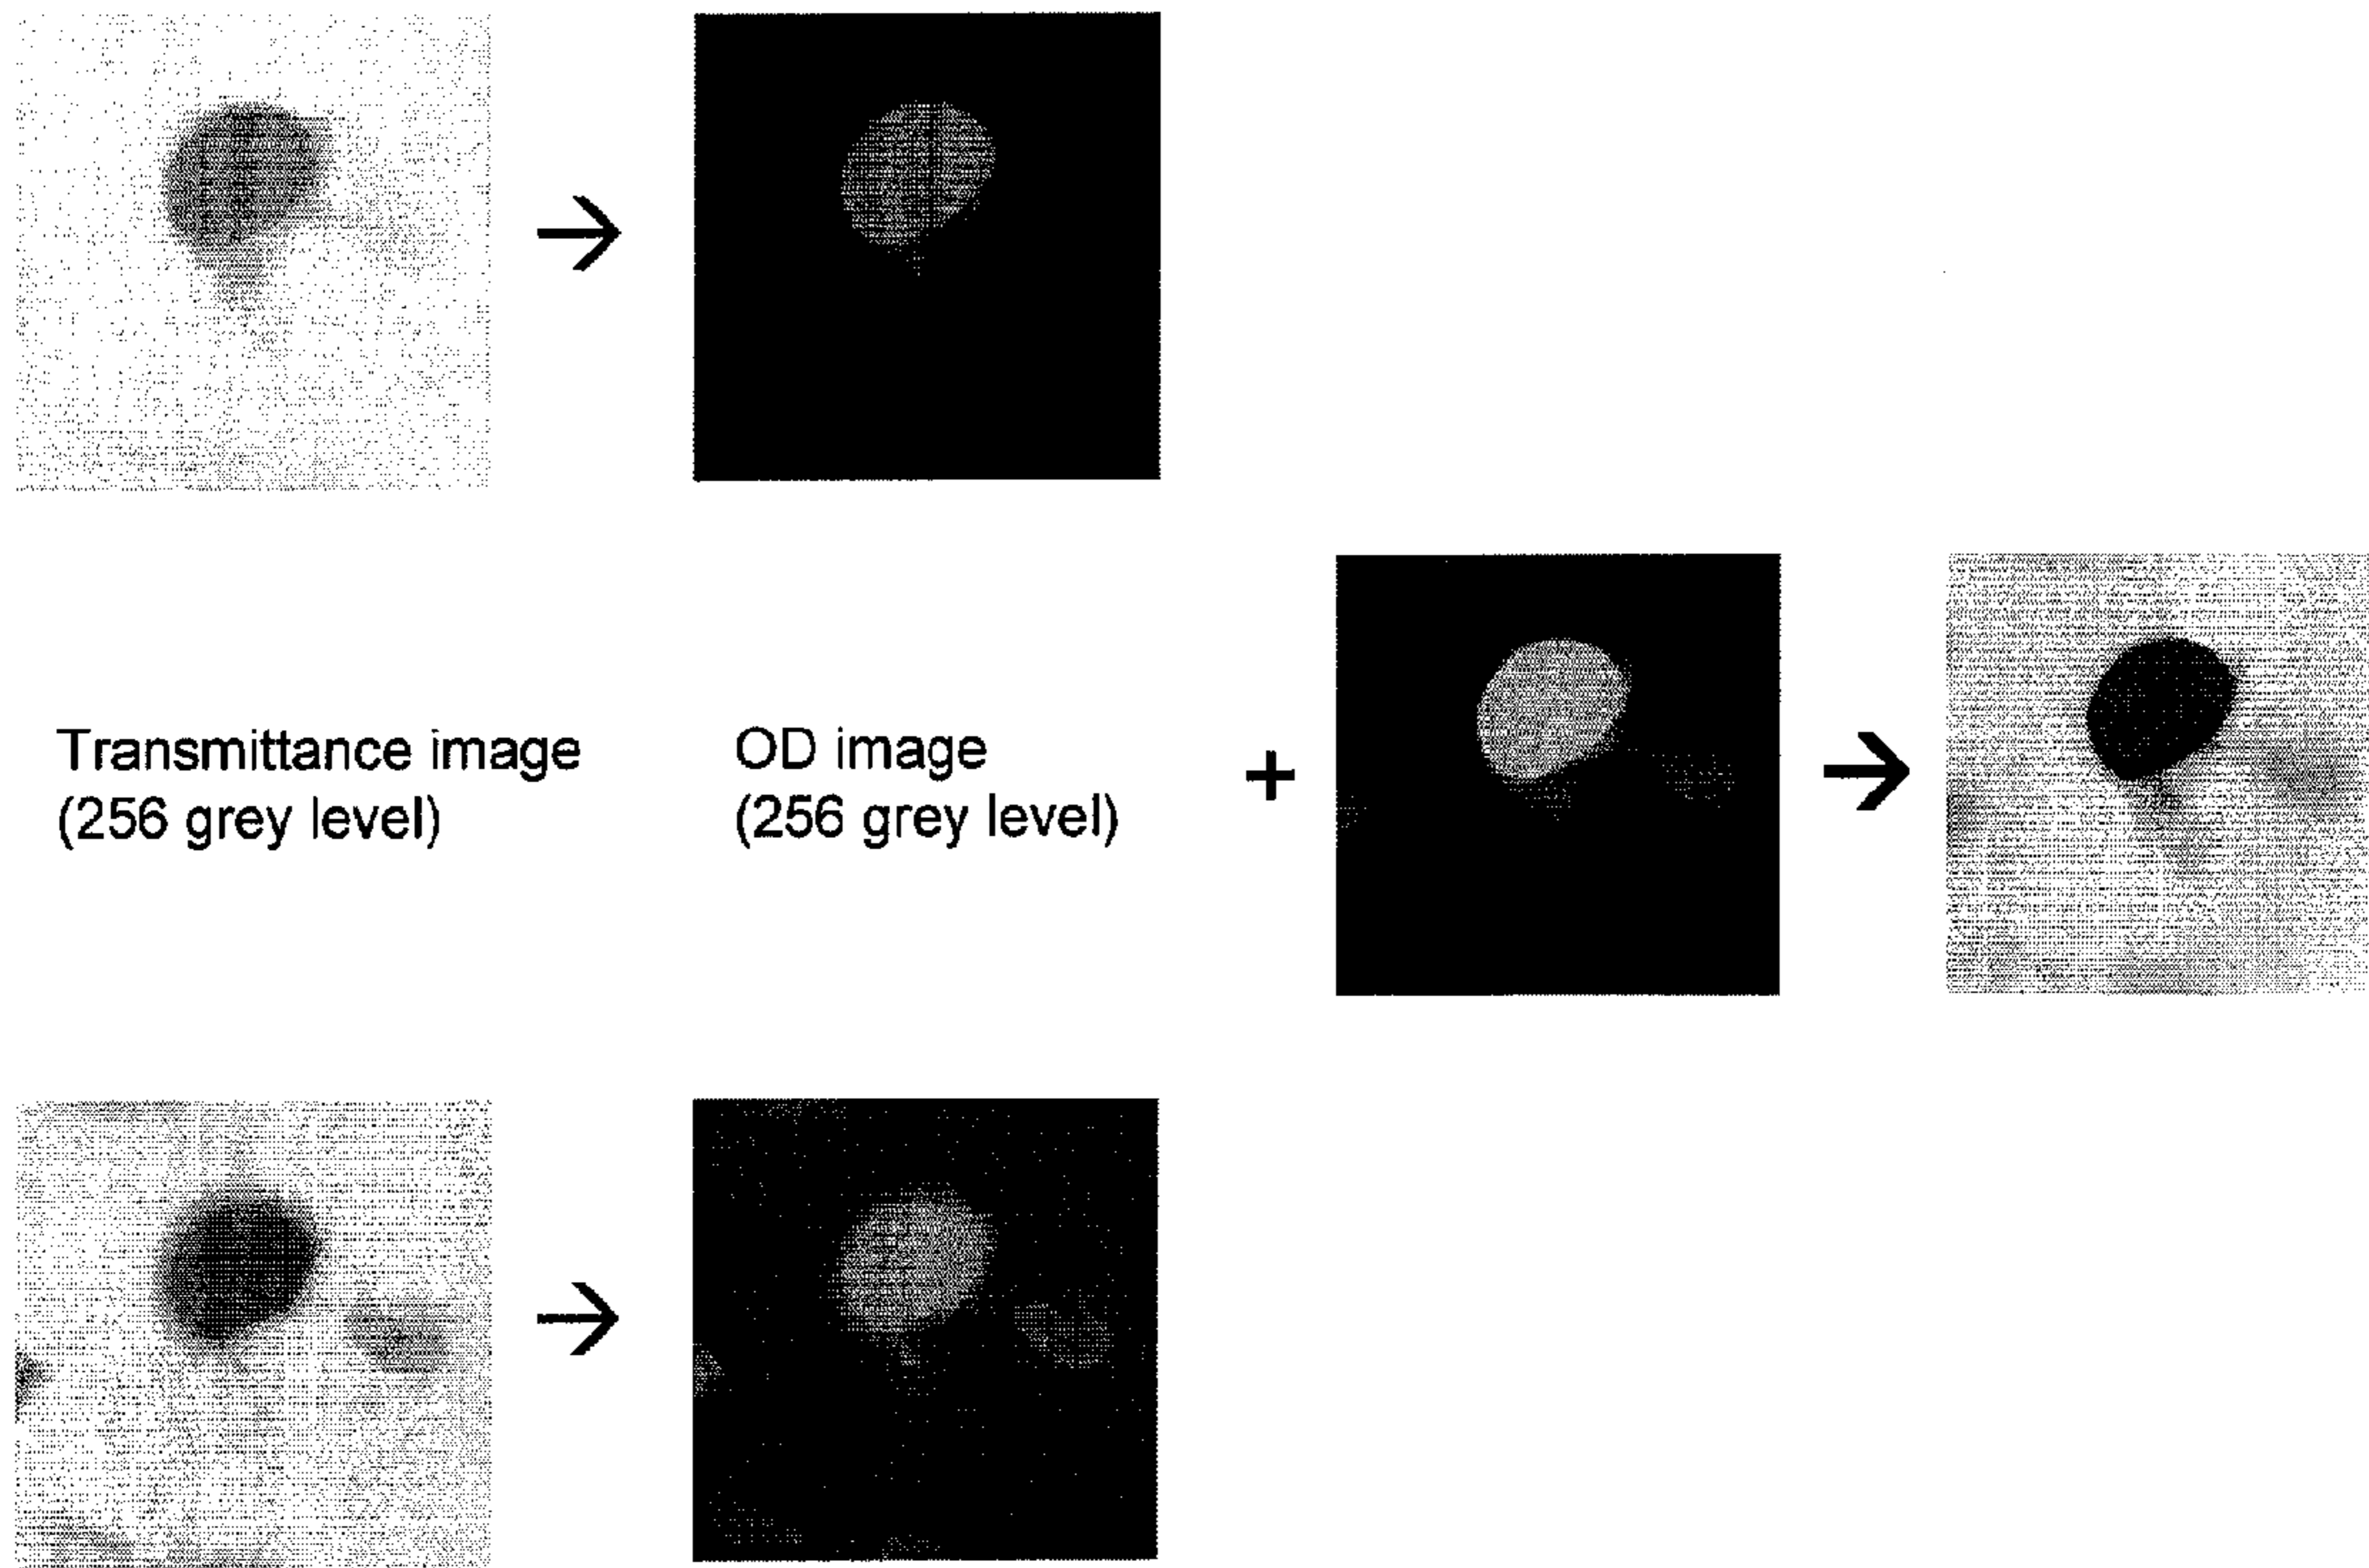 Transmittance image
(256 grey level)
OD image
(256 grey level)
+